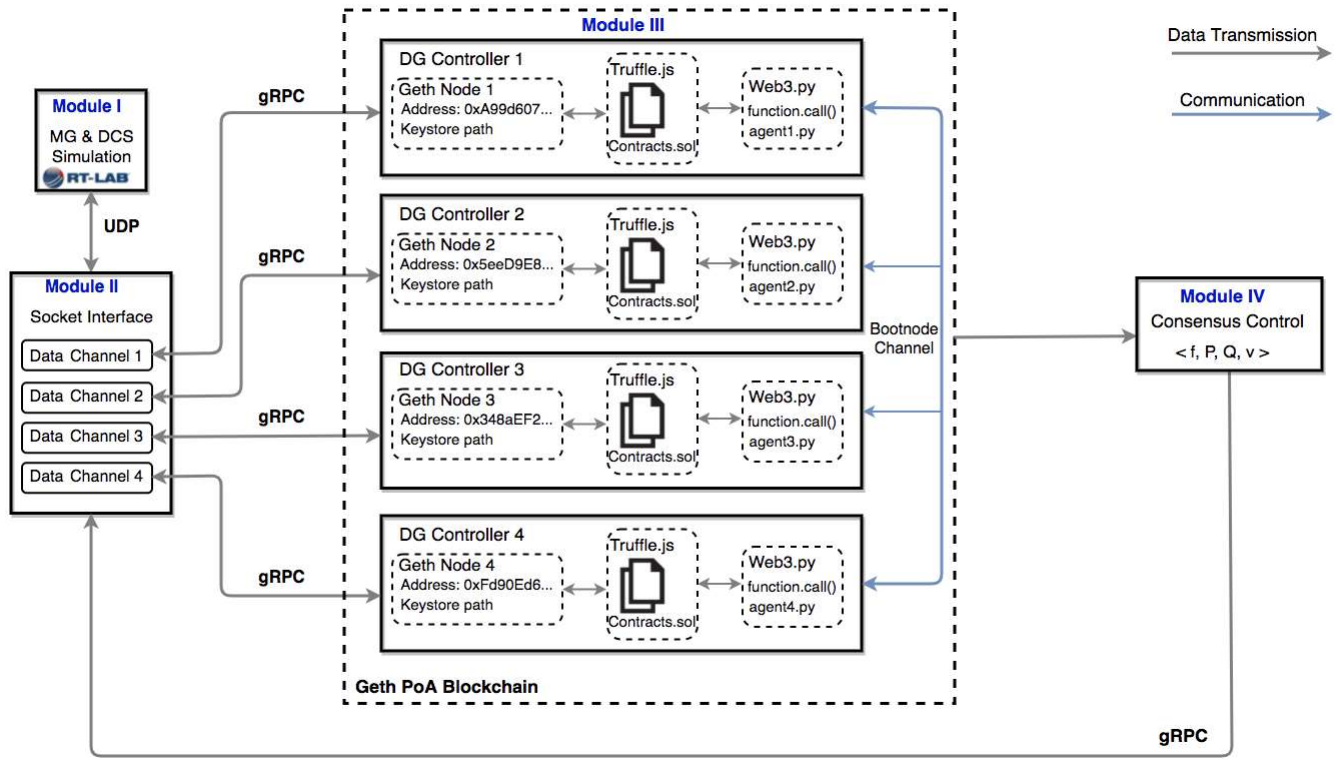 Data Transmission
Communication
Module I
MG & DCS
Simulation
RT-LAB
UDP
Module II
Socket Interface
Data Channel 1
Data Channel 2
Data Channel 3
Data Channel 4
gRPC
gRPC
gRPC
gRPC
Module III
DG Controller 1
Geth Node 1
Address: 0xA99d607...
Keystore path
Truffle.js
Contracts.sol
Web3.py
function.call()
agent1.py
DG Controller 2
Geth Node 2
Address: 0x5eeD9E8...
Keystore path
Truffle.js
Contracts.sol
Web3.py
function.call()
agent2.py
DG Controller 3
Geth Node 3
Address: 0x348aEF2...
Keystore path
Truffle.js
Contracts.sol
Web3.py
function.call()
agent3.py
DG Controller 4
Geth Node 4
Address: 0xFd90Ed6...
Keystore path
Truffle.js
Contracts.sol
Web3.py
function.call()
agent4.py
Bootnode
Channel
Geth PoA Blockchain
Module IV
Consensus Control
< f, P, Q, v >
gRPC